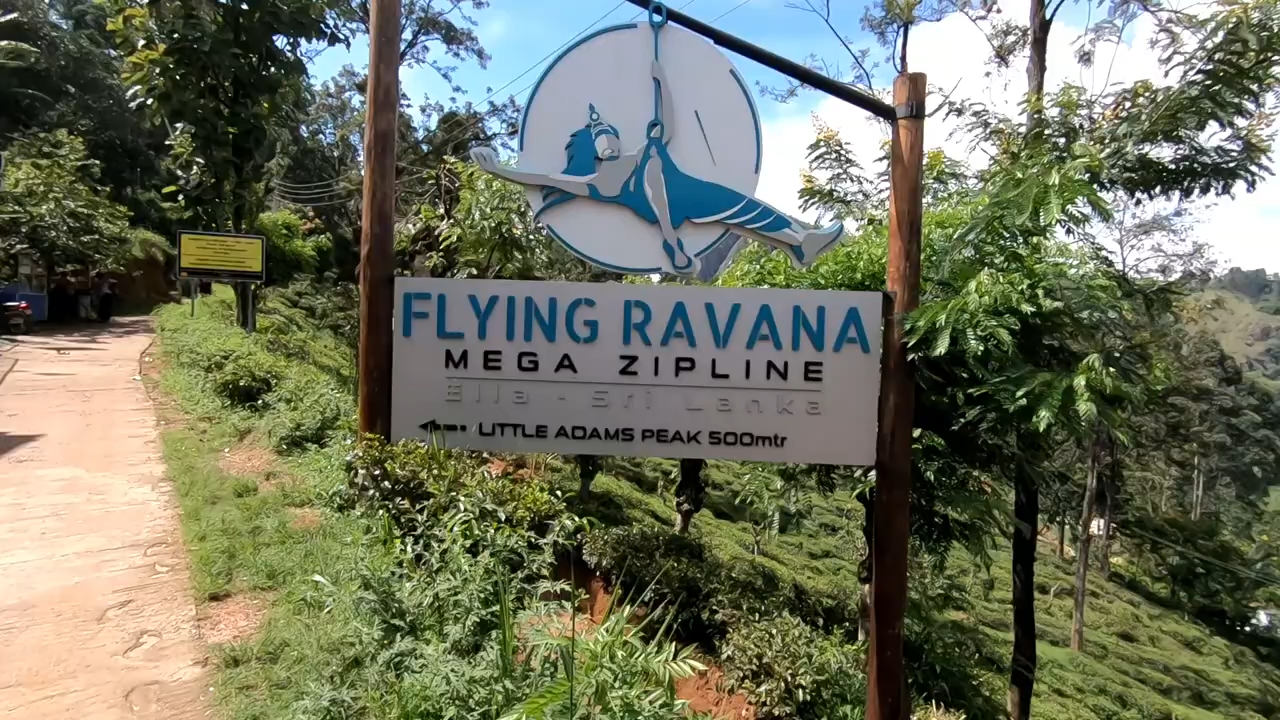 FLYING RAVANA
MEGA ZIPLINE
Ella - Sri Lanka
LITTLE ADAMS PEAK 500mtr